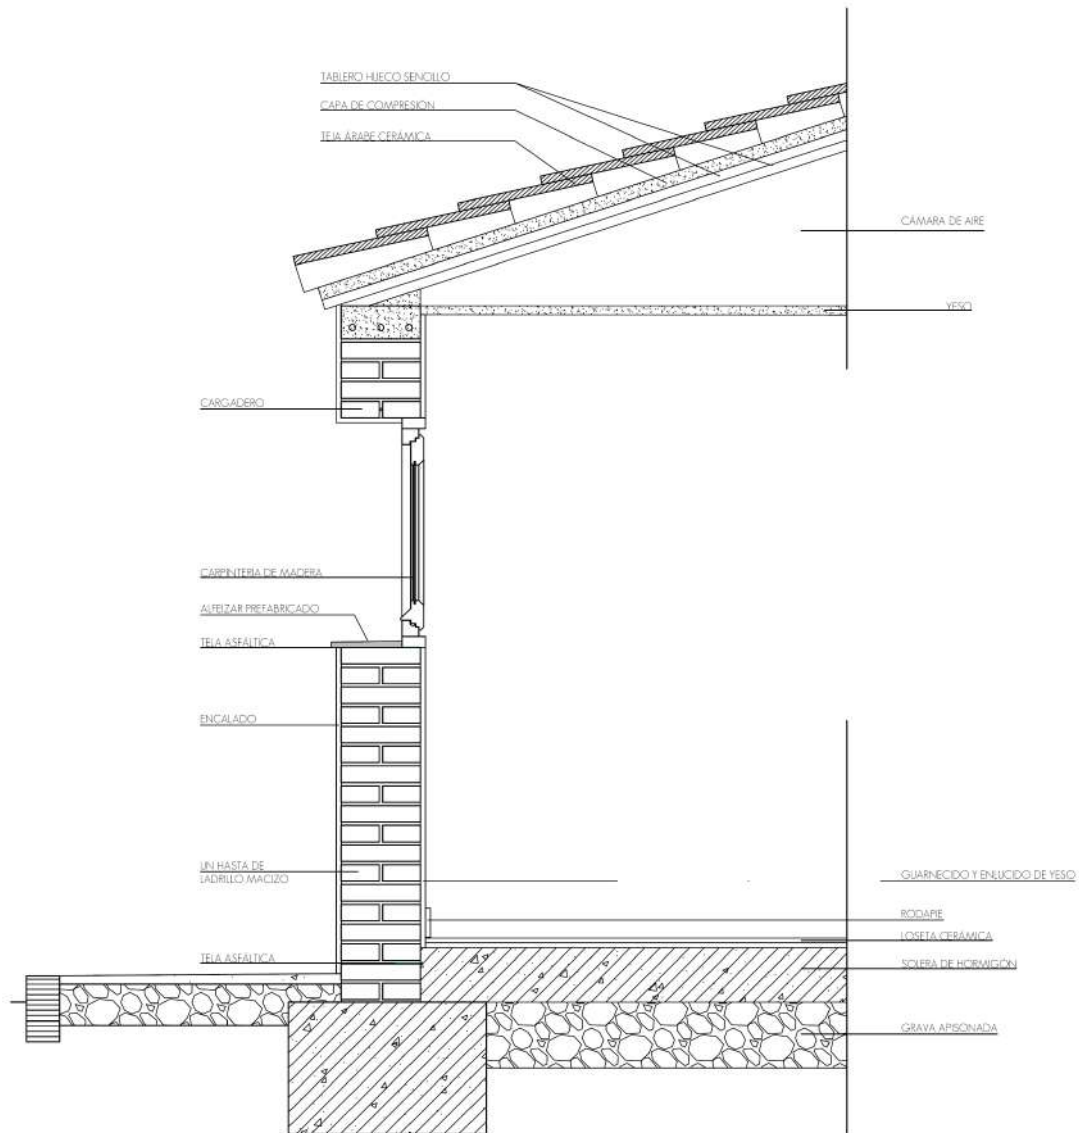 TABLERO HUECO SENCILLO
CAPA DE COMPRESION
TEJA ÁRABE CERÁMICA
CÁMARA DE AIRE
YESO
CARGADERO
CARPINTERÍA DE MADERA
ALFEIZAR PREFABRICADO
TELA ASFÁLTICA
ENCALADO
UN HASTA DE
LADRILLO MACIZO
GUARNECIDO Y ENLUCIDO DE YESO
RODAPIE
LOSETA CERÁMICA
TELA ASFÁLTICA
SOLERA DE HORMIGÓN
GRAVA APISONADA